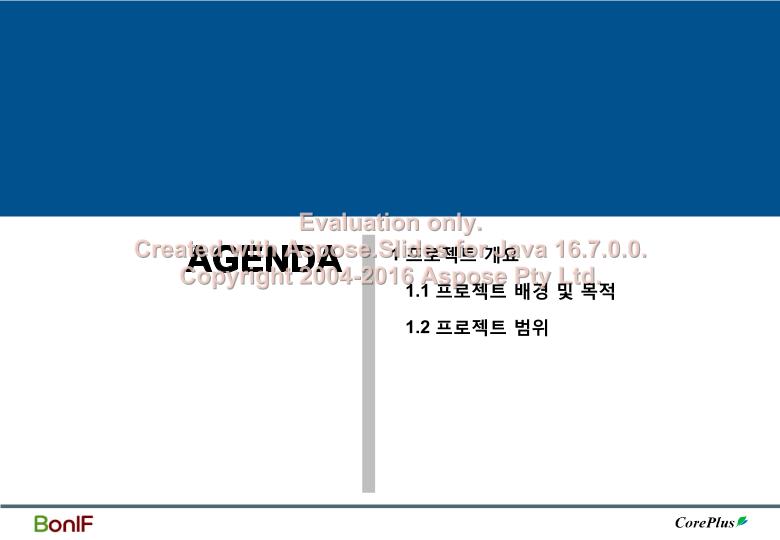 Evaluation only.
Created with Aspose.Slides for Java 16.7.0.0.
Copyright 2004-2016 Aspose Pty Ltd.
AGENDA
1 프로젝트 개요
1.1 프로젝트 배경 및 목적
1.2 프로젝트 범위
BonIF
CorePlus